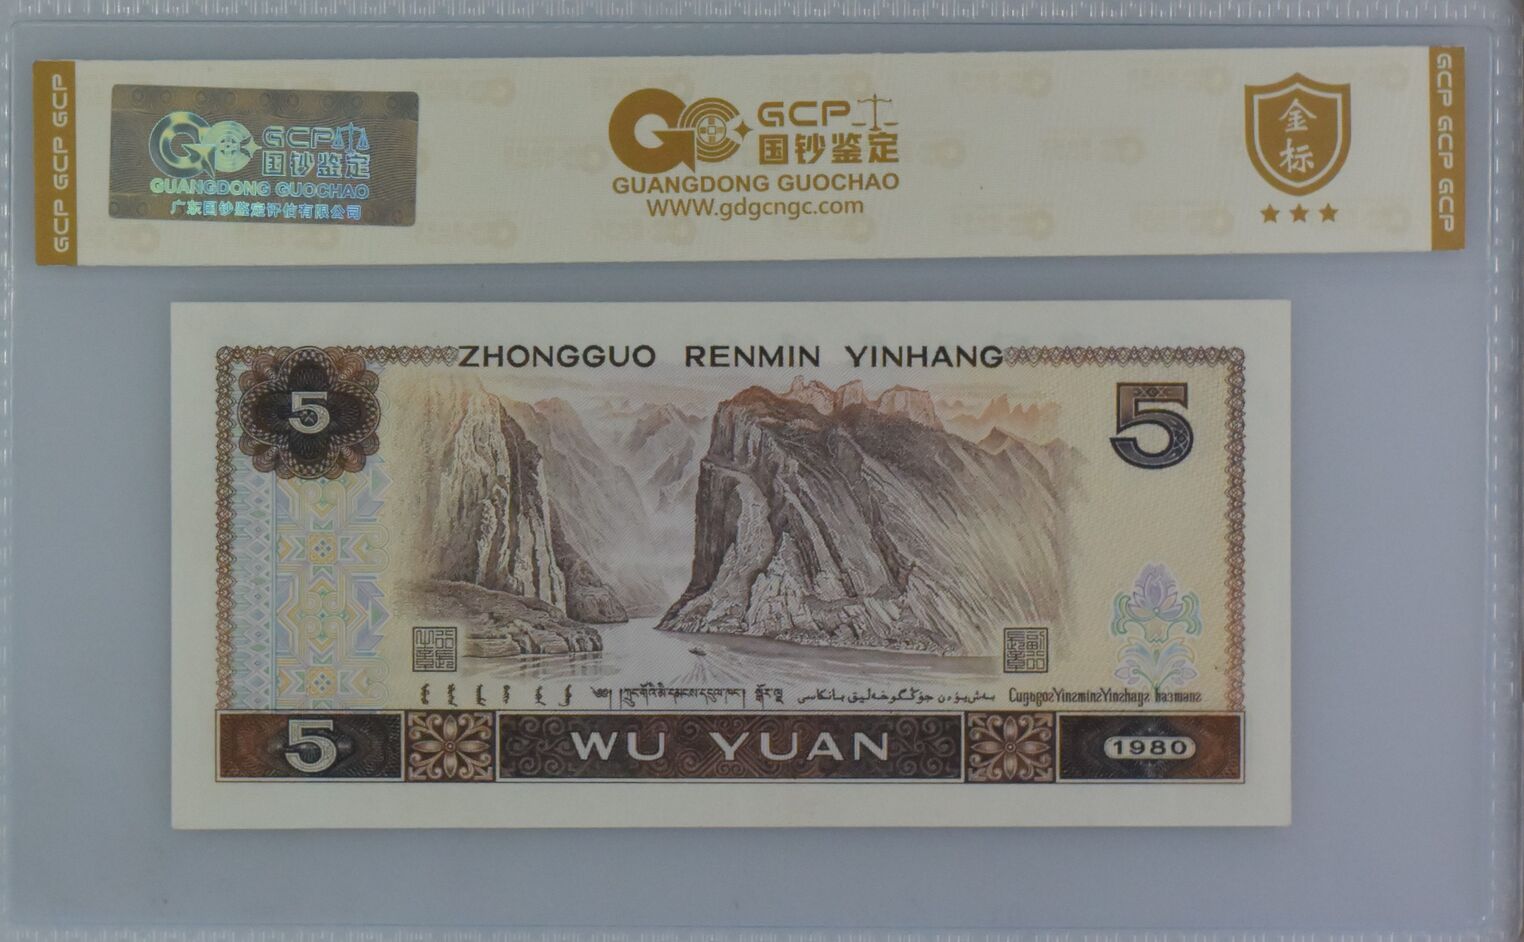 GCP GCP GCP
GCP
国钞鉴定
GUANGDONG GUOCHAO
广东国钞鉴定评估有限公司
GCP
国钞鉴定
GUANGDONG GUOCHAO
WWW.gdgcngc.com
金标
GCP GCP GCP
ZHONGGUO RENMIN YINHANG
5
5
5
WU YUAN
1980